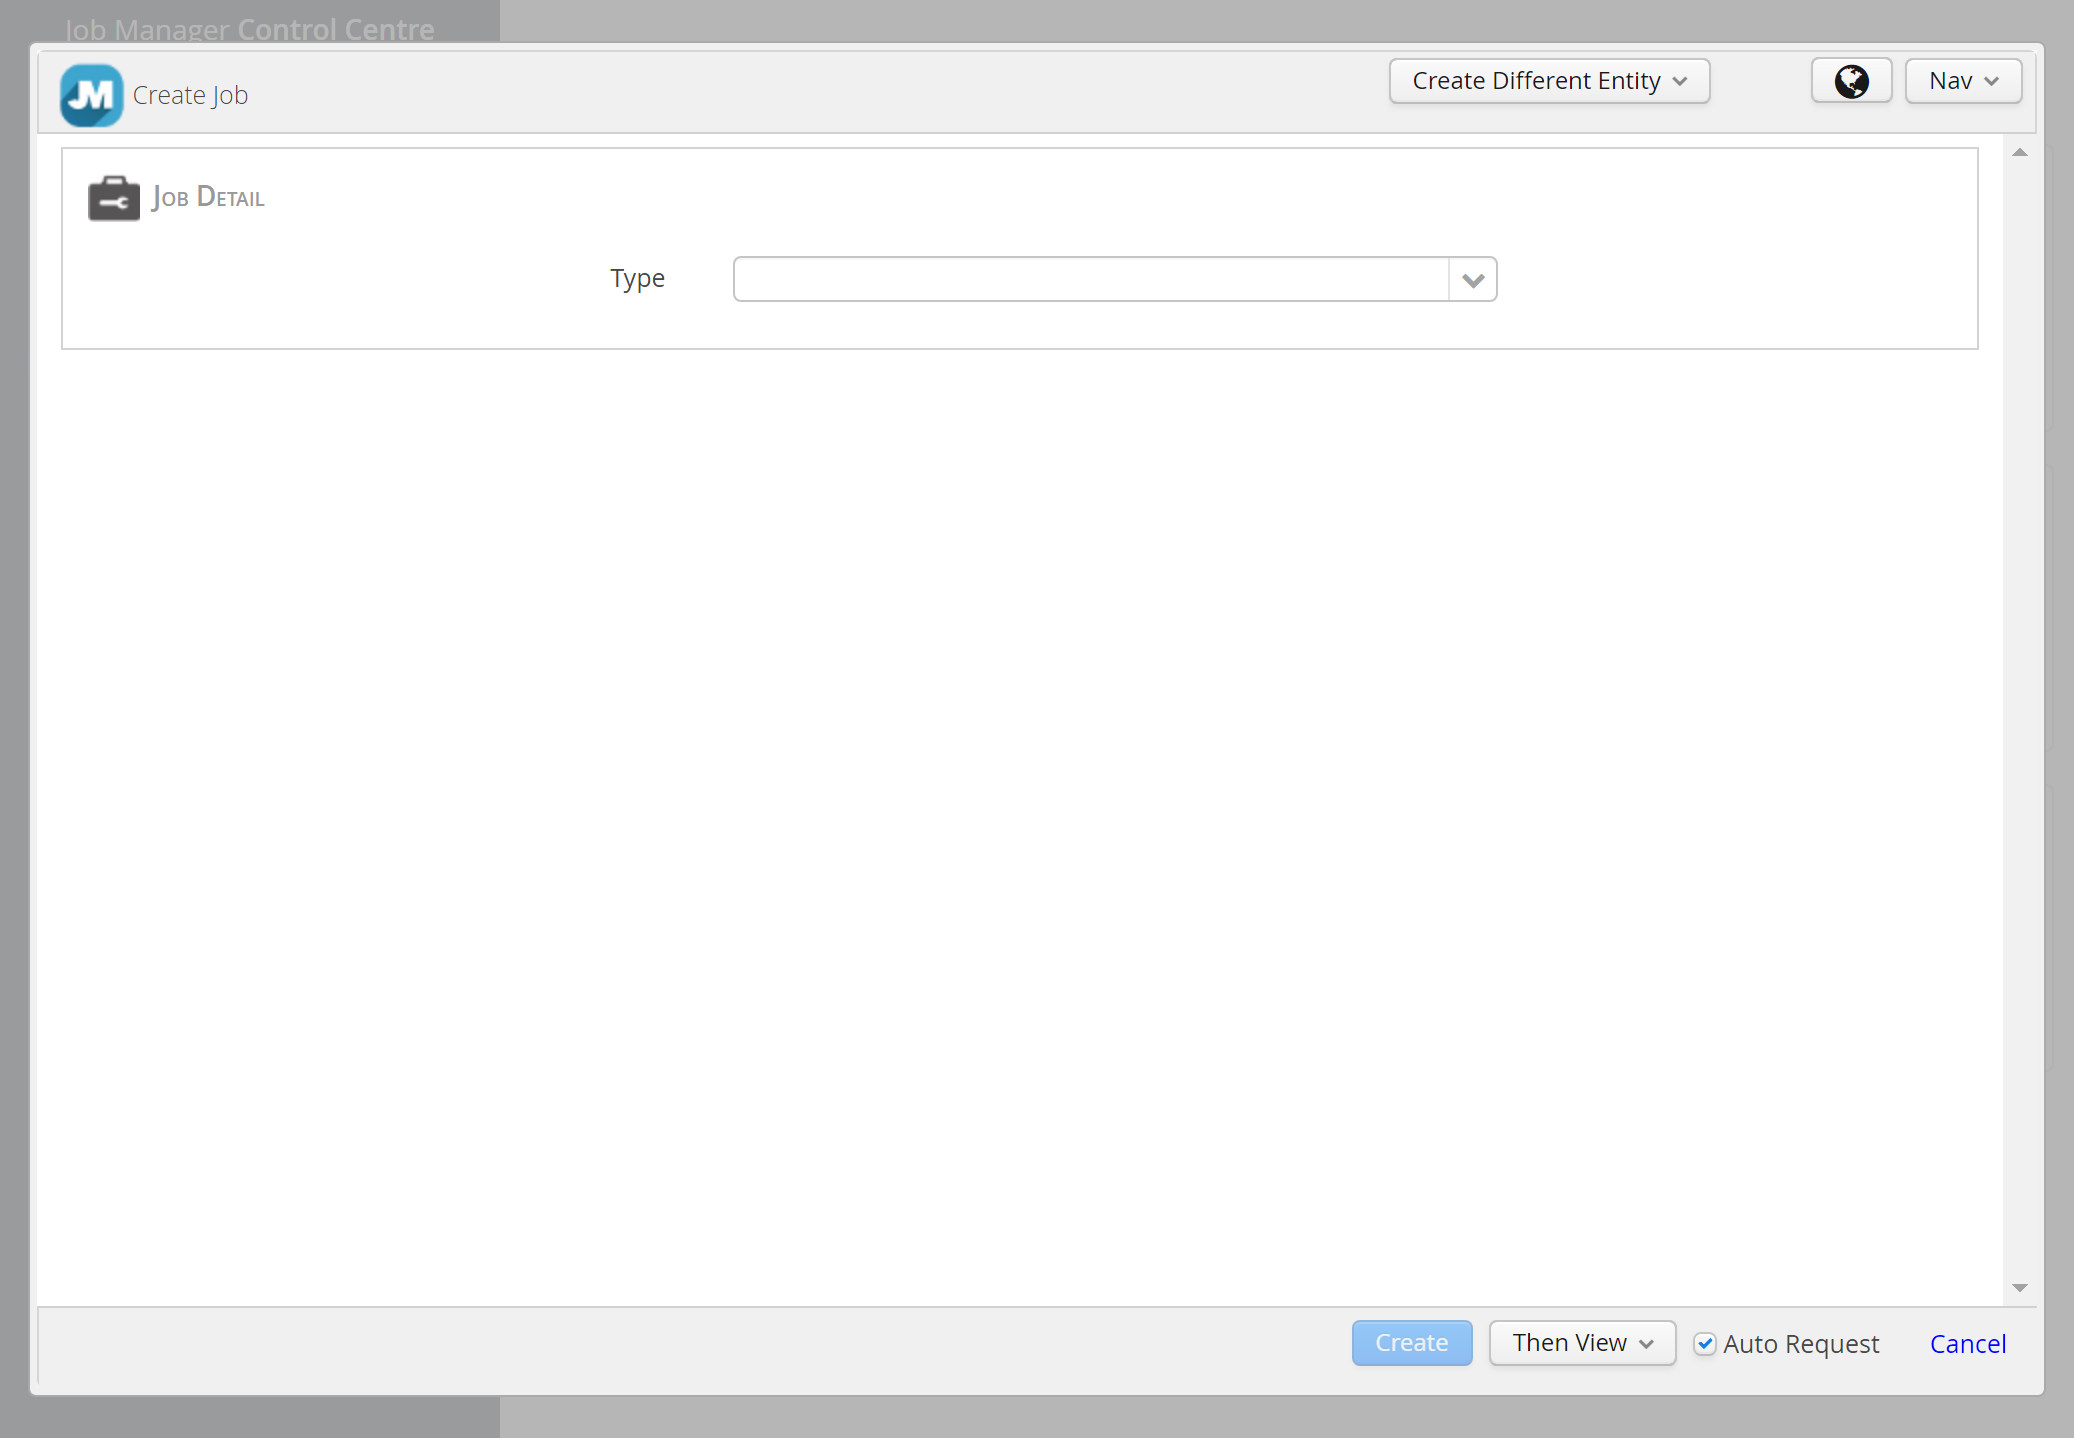 Job Manager Control Centre
JM Create Job
Create Different Entity
Nav
Job Detail
Type
Create
Then View
Auto Request
Cancel